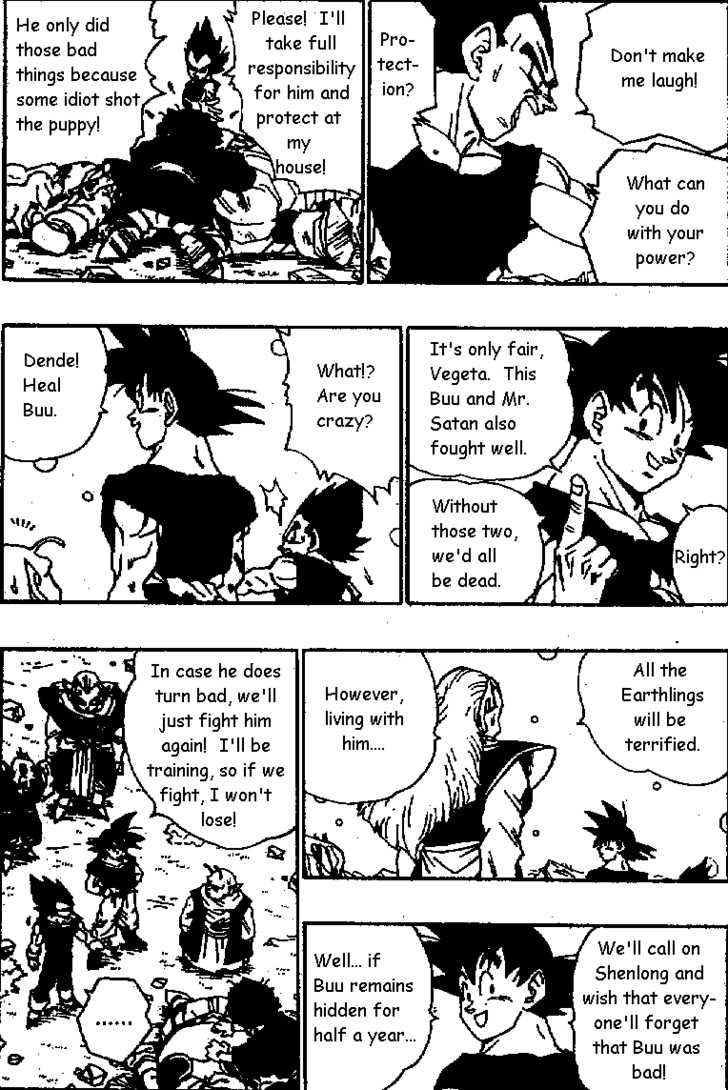 He only did
those bad
things because
some idiot shot
the puppy!
Please! I'll
take full
responsibility
for him and
protect at
my
house!
Pro-
tect-
ion?
Don't make
me laugh!
What can
you do
with your
power?
Dende!
Heal
Buu.
What!?
Are you
crazy?
It's only fair,
Vegeta. This
Buu and Mr.
Satan also
fought well.
Without
those two,
we'd all
be dead.
Right?
In case he does
turn bad, we'll
just fight him
again! I'll be
training, so if we
fight, I won't
lose!
......
However,
living with
him....
All the
Earthlings
will be
terrified.
Well... if
Buu remains
hidden for
half a year...
We'll call on
Shenlong and
wish that every-
one'll forget
that Buu was
bad!